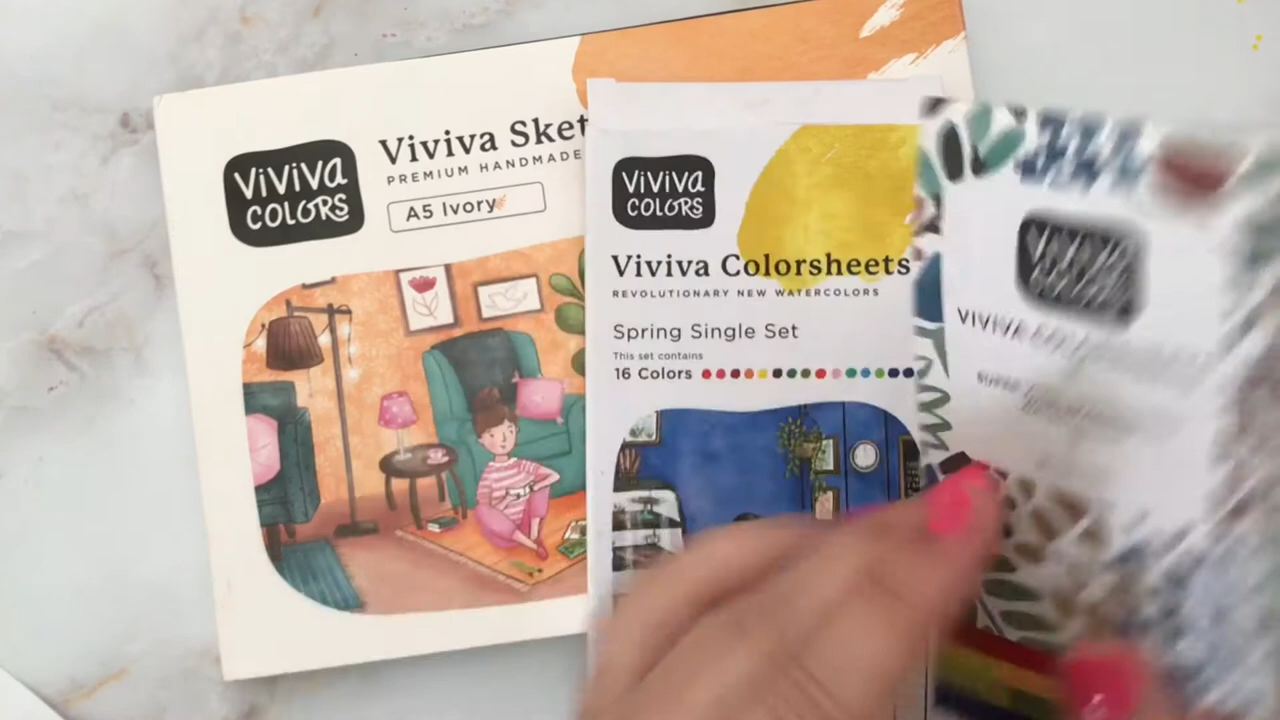 ViViVa
COLORS
Viviva Sket
PREMIUM HANDMADE
A5 Ivory
ViViVa
COLORS
Viviva Colorsheets
REVOLUTIONARY NEW WATERCOLORS
Spring Single Set
This set contains
16 Colors
VIVIVA